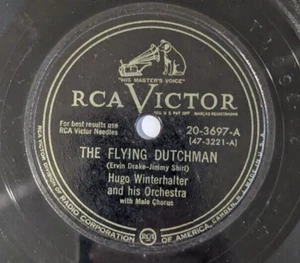 "HIS MASTER'S VOICE"
RCA VICTOR
For best results use
RCA Victor Needles
20-3697-A
(47-3221-A)
THE FLYING DUTCHMAN
(Ervin Drake-Jimmy Shirl)
Hugo Winterhalter
and his Orchestra
with Male Chorus
RCA
RCA VICTOR DIVISION OF RADIO CORPORATION OF AMERICA, CAMDEN, N.J.